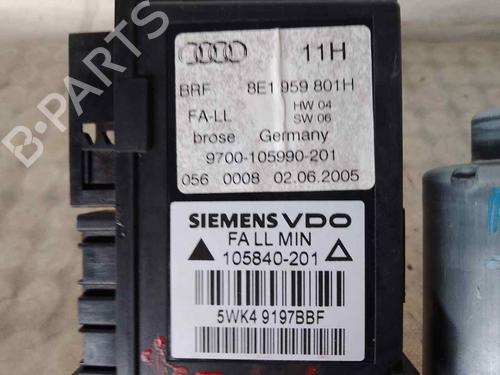 11H
BRF 8E1 959 801H
FA-LL HW 04
SW 06
brose Germany
9700-105990-201
056 0008 02.06.2005
SIEMENS VDO
FA LL MIN
105840-201
5WK4 9197BBF
B-PARTS